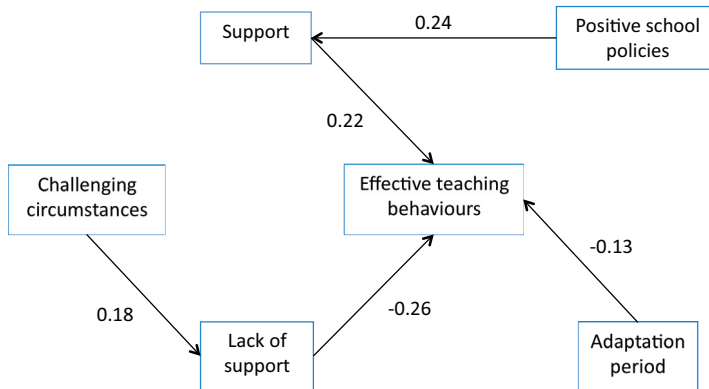 Support
0.24
Positive school
policies
0.22
Challenging
circumstances
Effective teaching
behaviours
-0.13
0.18
-0.26
Lack of
support
Adaptation
period